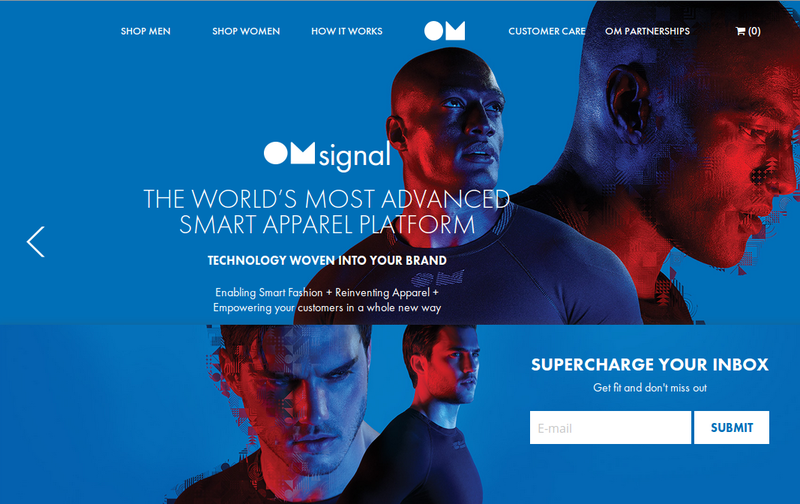 SHOP MEN
SHOP WOMEN
HOW IT WORKS
OM
CUSTOMER CARE
OM PARTNERSHIPS
(0)
OMsignal
THE WORLD'S MOST ADVANCED
SMART APPAREL PLATFORM
TECHNOLOGY WOVEN INTO YOUR BRAND
Enabling Smart Fashion + Reinventing Apparel +
Empowering your customers in a whole new way
SUPERCHARGE YOUR INBOX
Get fit and don't miss out
E-mail
SUBMIT